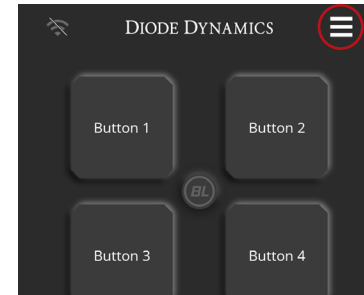 DIODE DYNAMICS
Button 1
Button 2
BL
Button 3
Button 4